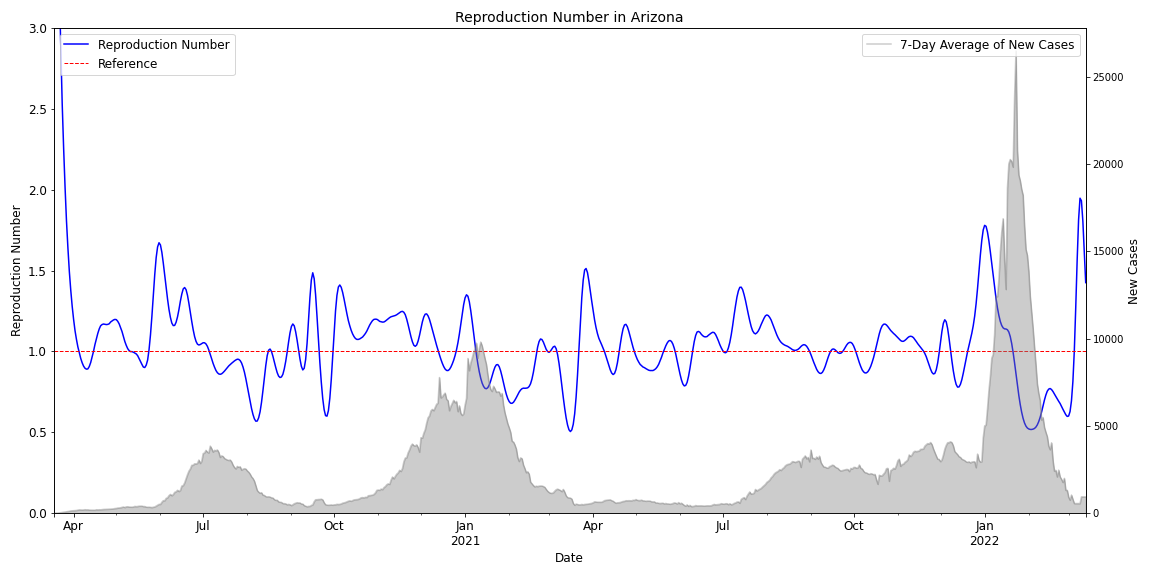 Reproduction Number in Arizona
Reproduction Number
Reference
7-Day Average of New Cases
3.0
2.5
2.0
1.5
1.0
0.5
0.0
Reproduction Number
25000
20000
15000
10000
5000
0
New Cases
Apr
Jul
Oct
Jan
2021
Apr
Jul
Oct
Jan
2022
Date